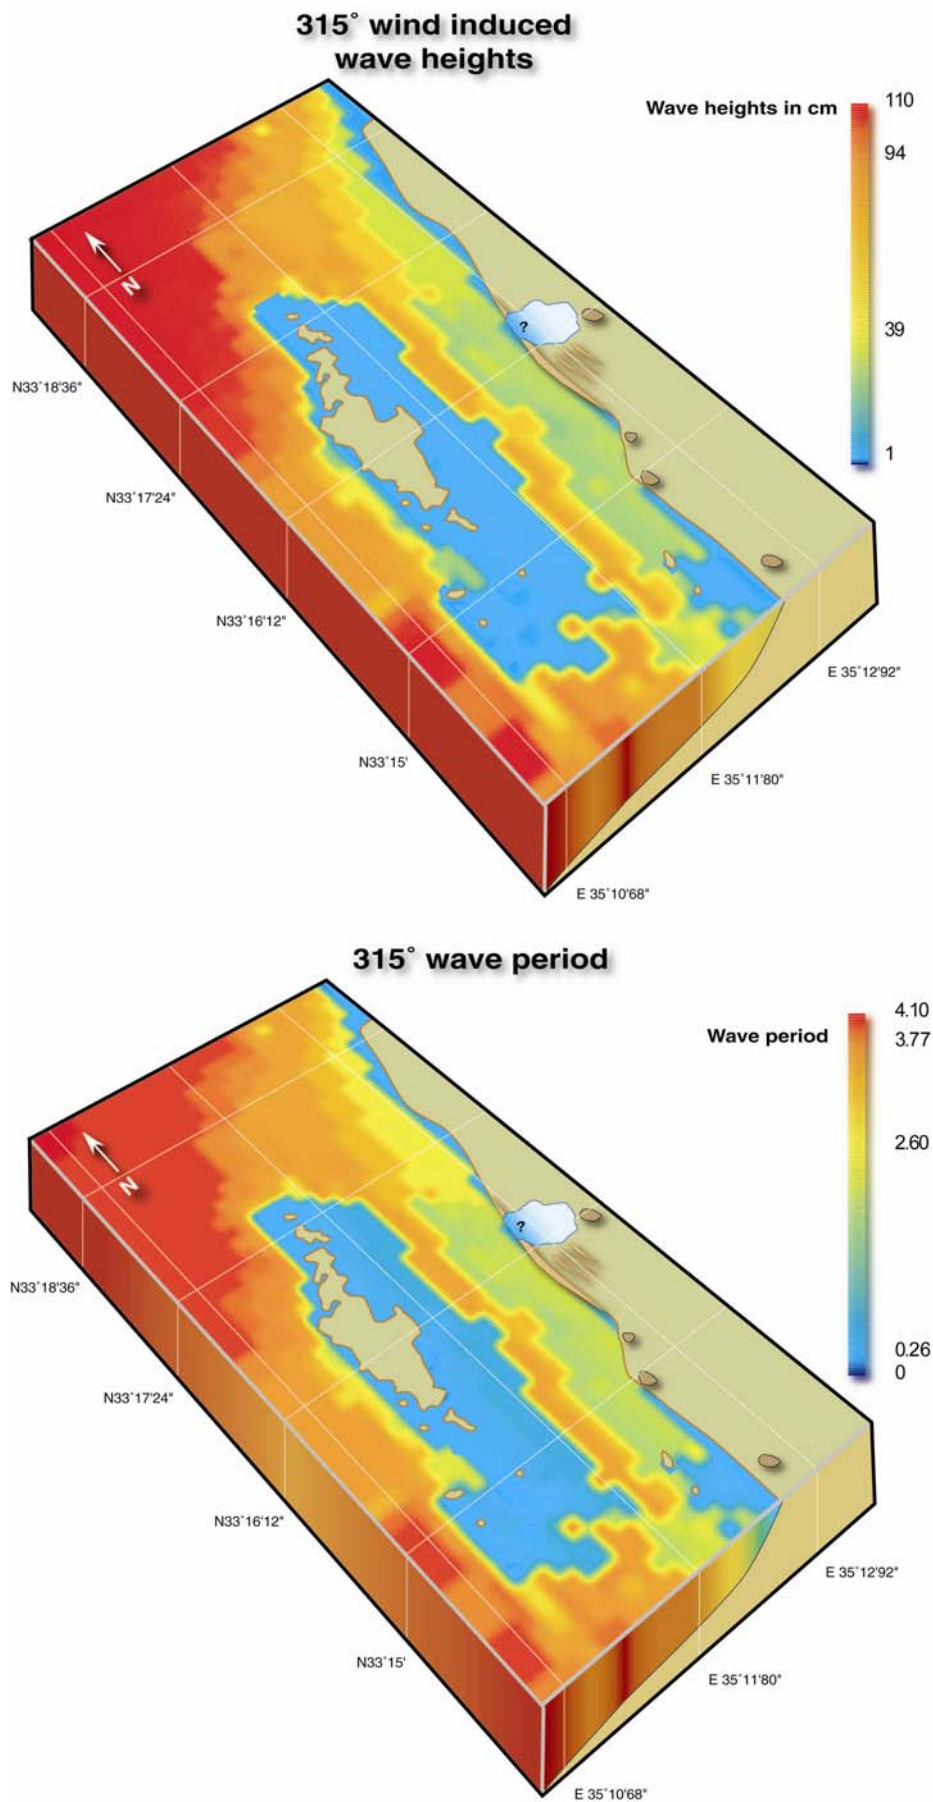 315° wind induced
wave heights
Wave heights in cm
110
94
39
1
N
?
N33°18'36"
N33°17'24"
N33°16'12"
N33°15'
E 35°12'92"
E 35°11'80"
E 35°10'68"
315° wave period
Wave period
4.10
3.77
2.60
0.26
0
N
?
N33°18'36"
N33°17'24"
N33°16'12"
N33°15'
E 35°12'92"
E 35°11'80"
E 35°10'68"